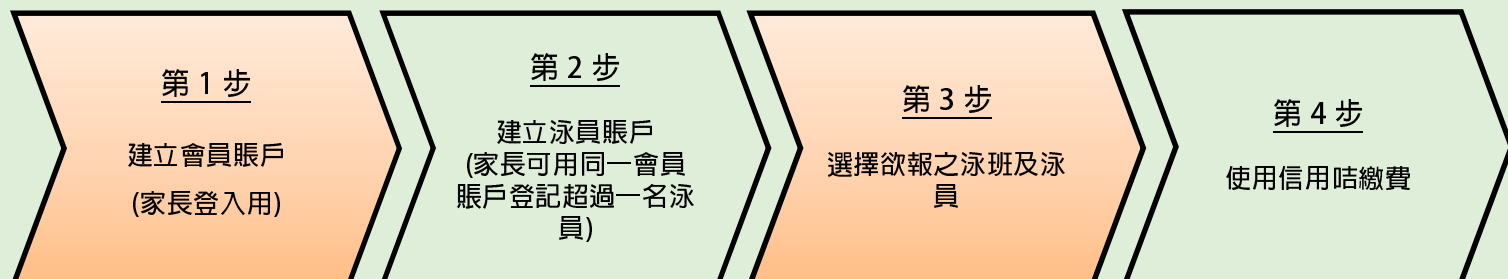 第 1 步
建立會員賬戶
(家長登入用)
第 2 步
建立泳員賬戶
(家長可用同一會員
賬戶登記超過一名泳
員)
第 3 步
選擇欲報之泳班及泳
員
第 4 步
使用信用咭繳費